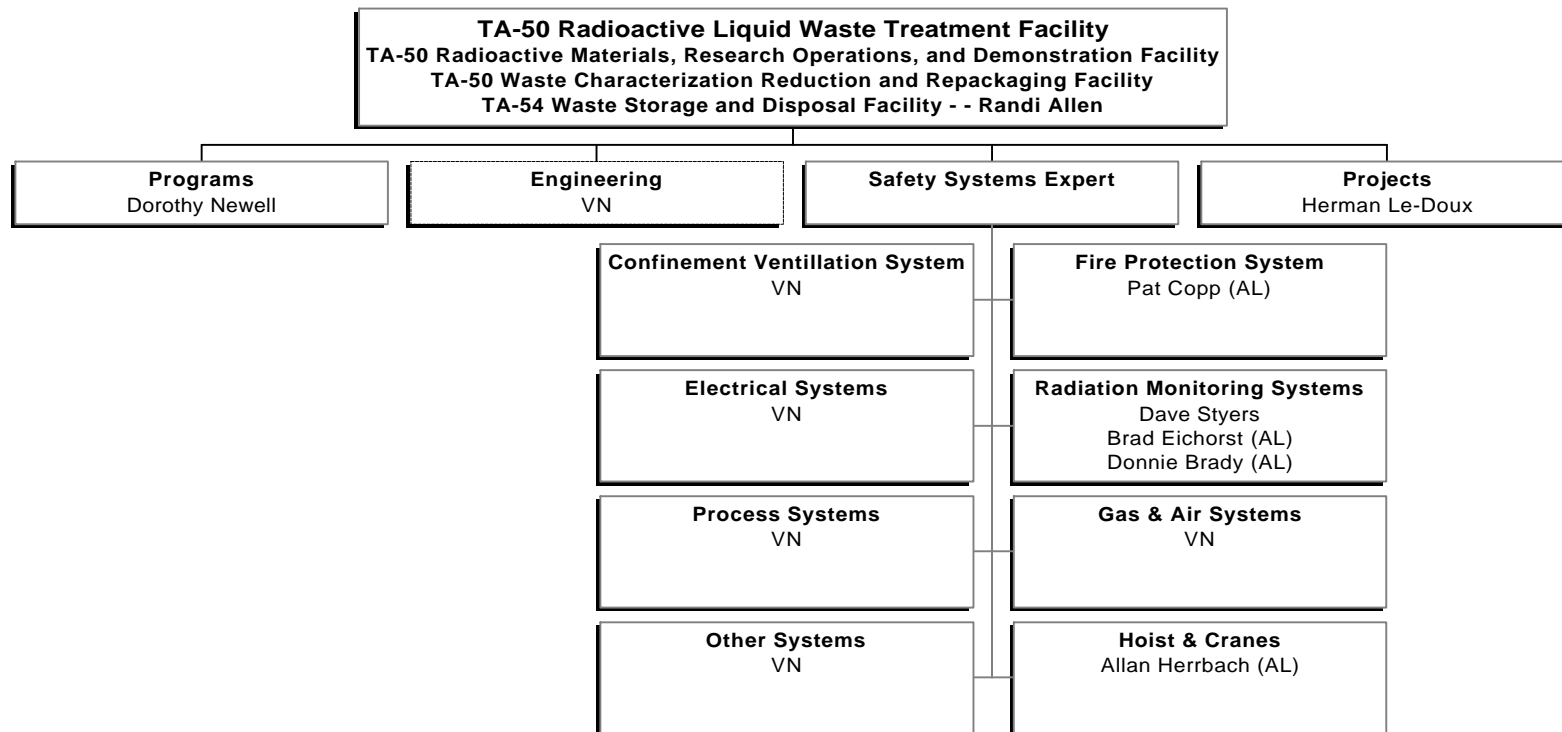 TA-50 Radioactive Liquid Waste Treatment Facility
TA-50 Radioactive Materials, Research Operations, and Demonstration Facility
TA-50 Waste Characterization Reduction and Repackaging Facility
TA-54 Waste Storage and Disposal Facility - - Randi Allen
Programs
Dorothy Newell
Engineering
VN
Safety Systems Expert
Projects
Herman Le-Doux
Confinement Ventillation System
VN
Fire Protection System
Pat Copp (AL)
Electrical Systems
VN
Radiation Monitoring Systems
Dave Styers
Brad Eichorst (AL)
Donnie Brady (AL)
Process Systems
VN
Gas & Air Systems
VN
Other Systems
VN
Hoist & Cranes
Allan Herrbach (AL)